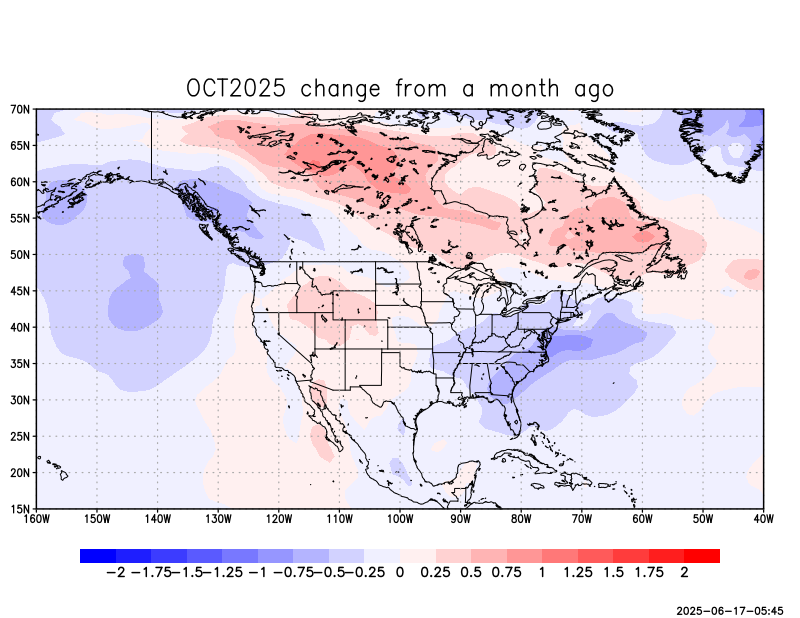 OCT2025 change from a month ago
70N
65N
60N
55N
50N
45N
40N
35N
30N
25N
20N
15N
160W 150W 140W 130W 120W 110W 100W 90W 80W 70W 60W 50W 40W
−2 −1.75 −1.5 −1.25 −1 −0.75 −0.5 −0.25 0 0.25 0.5 0.75 1 1.25 1.5 1.75 2
2025-06-17-05:45